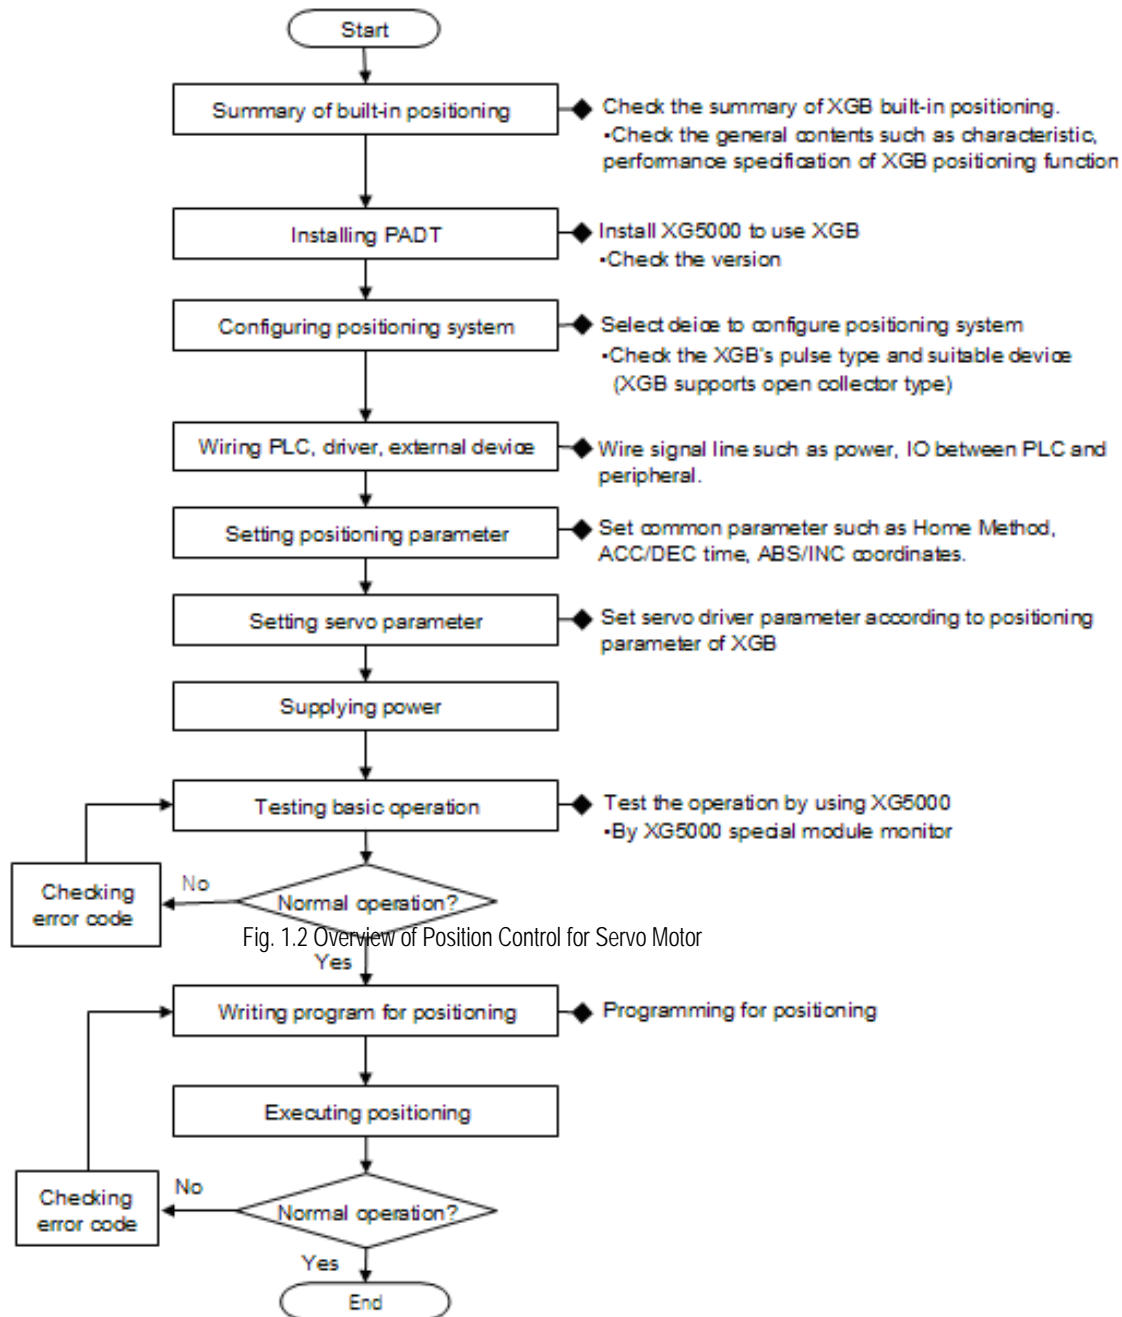 Start
Summary of built-in positioning
Check the summary of XGB built-in positioning.
▪Check the general contents such as characteristic,
performance specification of XGB positioning function
Installing PADT
Install XG5000 to use XGB
▪Check the version
Configuring positioning system
Select deice to configure positioning system
▪Check the XGB's pulse type and suitable device
(XGB supports open collector type)
Wiring PLC, driver, external device
Wire signal line such as power, IO between PLC and
peripheral.
Setting positioning parameter
Set common parameter such as Home Method,
ACC/DEC time, ABS/INC coordinates.
Setting servo parameter
Set servo driver parameter according to positioning
parameter of XGB
Supplying power
Testing basic operation
Test the operation by using XG5000
▪By XG5000 special module monitor
Checking
error code
No
Normal operation?
Fig. 1.2 Overview of Position Control for Servo Motor
Yes
Writing program for positioning
Programming for positioning
Executing positioning
Checking
error code
No
Normal operation?
Yes
End